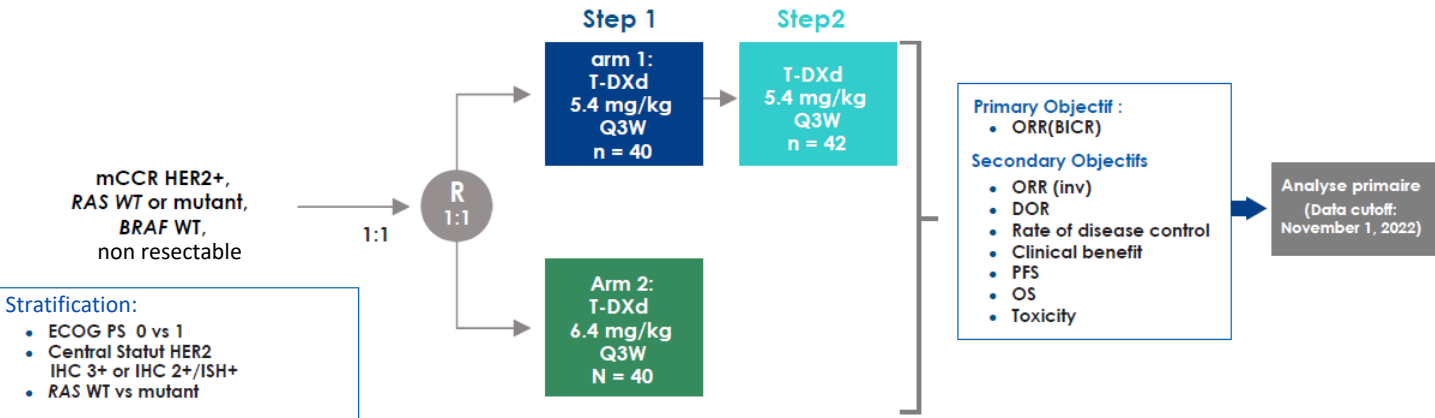 Step 1
Step2
mCCR HER2+,
RAS WT or mutant,
BRAF WT,
non resectable
1:1
R
1:1
arm 1:
T-DXd
5.4 mg/kg
Q3W
n = 40
T-DXd
5.4 mg/kg
Q3W
n = 42
Arm 2:
T-DXd
6.4 mg/kg
Q3W
N = 40
Stratification:
• ECOG PS 0 vs 1
• Central Statut HER2
IHC 3+ or IHC 2+/ISH+
• RAS WT vs mutant
Primary Objectif :
• ORR(BICR)
Secondary Objectifs
• ORR (inv)
• DOR
• Rate of disease control
• Clinical benefit
• PFS
• OS
• Toxicity
Analyse primaire
(Data cutoff:
November 1, 2022)